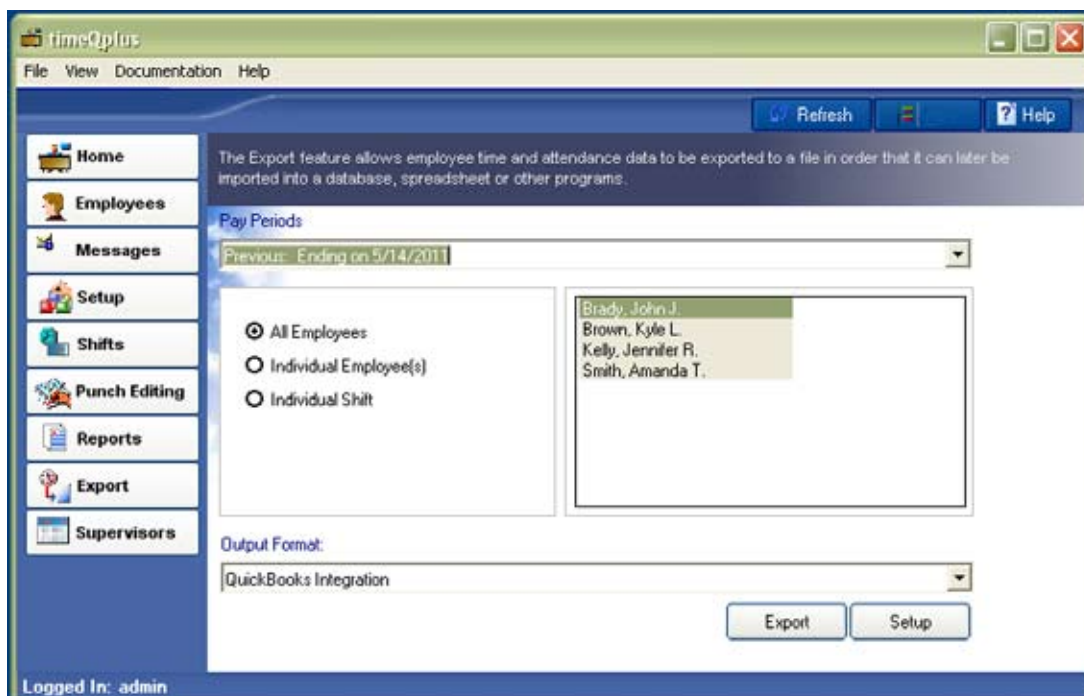 timeQplus
File View Documentation Help
Refresh Help
Home
Employees
Messages
Setup
Shifts
Punch Editing
Reports
Export
Supervisors
The Export feature allows employee time and attendance data to be exported to a file in order that it can later be
imported into a database, spreadsheet or other programs.
Pay Periods
Previous: Ending on 5/14/2011
All Employees
Individual Employee(s)
Individual Shift
Brady, John J.
Brown, Kyle L.
Kelly, Jennifer R.
Smith, Amanda T.
Output Format:
QuickBooks Integration
Export Setup
Logged In: admin